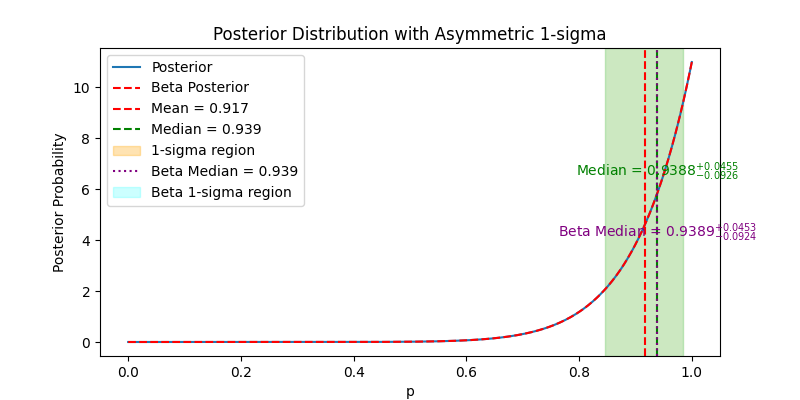 Posterior Distribution with Asymmetric 1-sigma
Posterior
Beta Posterior
Mean = 0.917
Median = 0.939
1-sigma region
Beta Median = 0.939
Beta 1-sigma region
Median = 0.9388+0.0455−0.0926
Beta Median = 0.9389+0.0453−0.0924
Posterior Probability
10
8
6
4
2
0
0.0 0.2 0.4 0.6 0.8 1.0
p